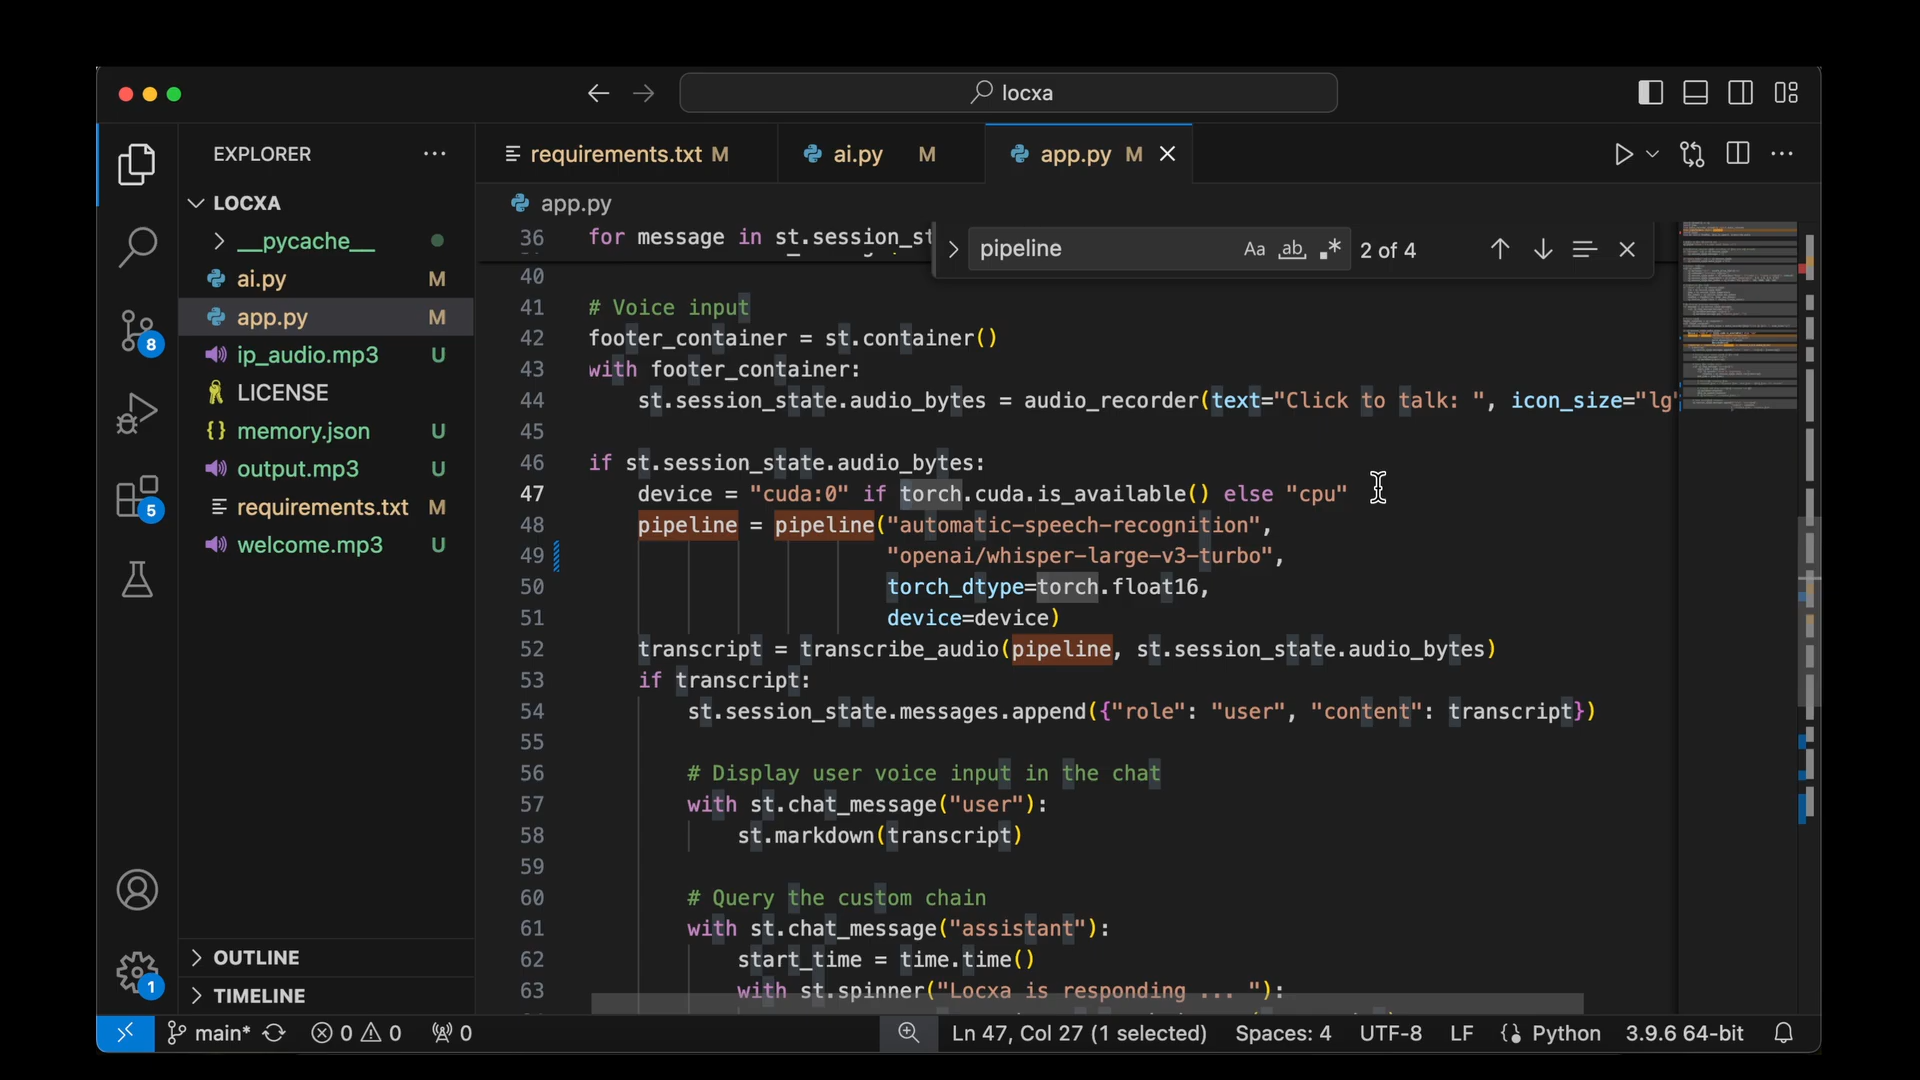 locxa
EXPLORER
requirements.txt M
ai.py M
app.py M
LOCXA
app.py
__pycache__
ai.py M
app.py M
ip_audio.mp3 U
LICENSE
memory.json U
output.mp3 U
requirements.txt M
welcome.mp3 U
8
5
1
OUTLINE
TIMELINE
pipeline
Aa ab .* 2 of 4
36 for message in st.session_st
40
41 # Voice input
42 footer_container = st.container()
43 with footer_container:
44 st.session_state.audio_bytes = audio_recorder(text="Click to talk: ", icon_size="lg"
45
46 if st.session_state.audio_bytes:
47 device = "cuda:0" if torch.cuda.is_available() else "cpu"
48 pipeline = pipeline("automatic-speech-recognition",
49 "openai/whisper-large-v3-turbo",
50 torch_dtype=torch.float16,
51 device=device)
52 transcript = transcribe_audio(pipeline, st.session_state.audio_bytes)
53 if transcript:
54 st.session_state.messages.append({"role": "user", "content": transcript})
55
56 # Display user voice input in the chat
57 with st.chat_message("user"):
58 st.markdown(transcript)
59
60 # Query the custom chain
61 with st.chat_message("assistant"):
62 start_time = time.time()
63 with st.spinner("Locxa is responding ... "):
main* 0 0 0 Ln 47, Col 27 (1 selected) Spaces: 4 UTF-8 LF {} Python 3.9.6 64-bit